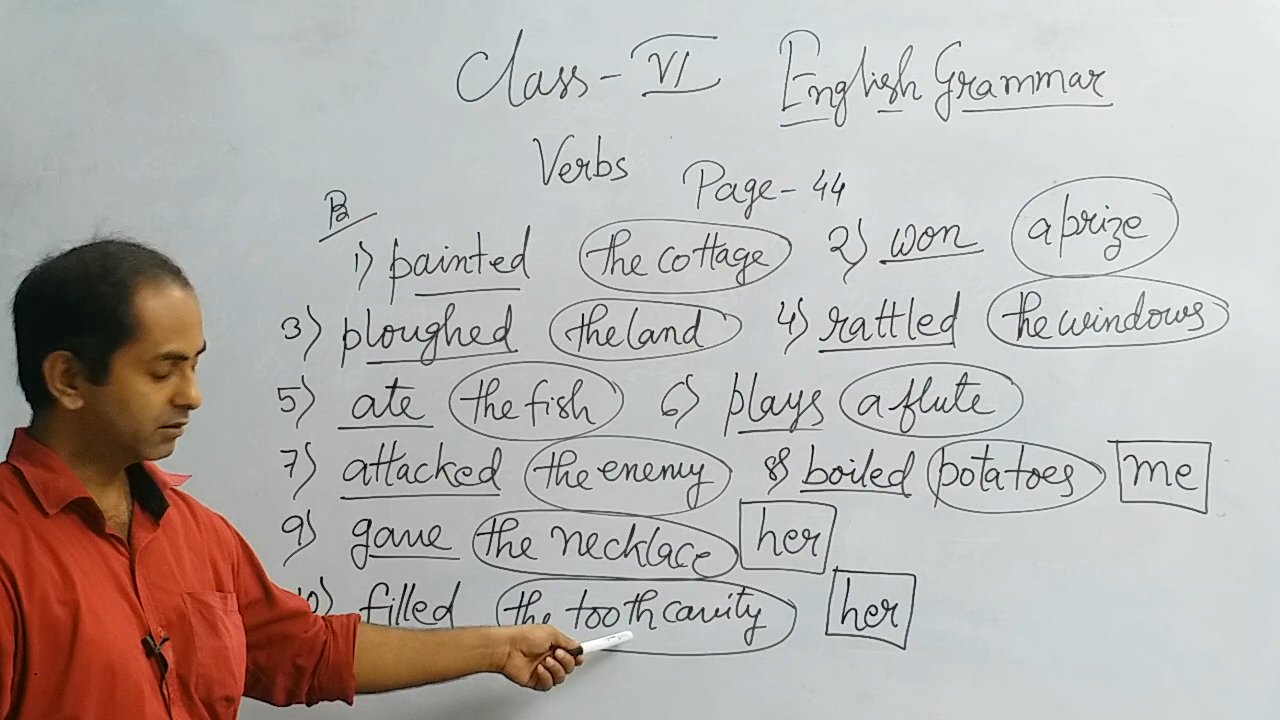 Class - VI English Grammar
Verbs Page - 44
B
1) painted the cottage 2) won a prize
3) ploughed the land 4) rattled the windows
5) ate the fish 6) plays a flute
7) attacked the enemy 8) boiled potatoes me
9) gave the necklace her
10) filled the tooth cavity her